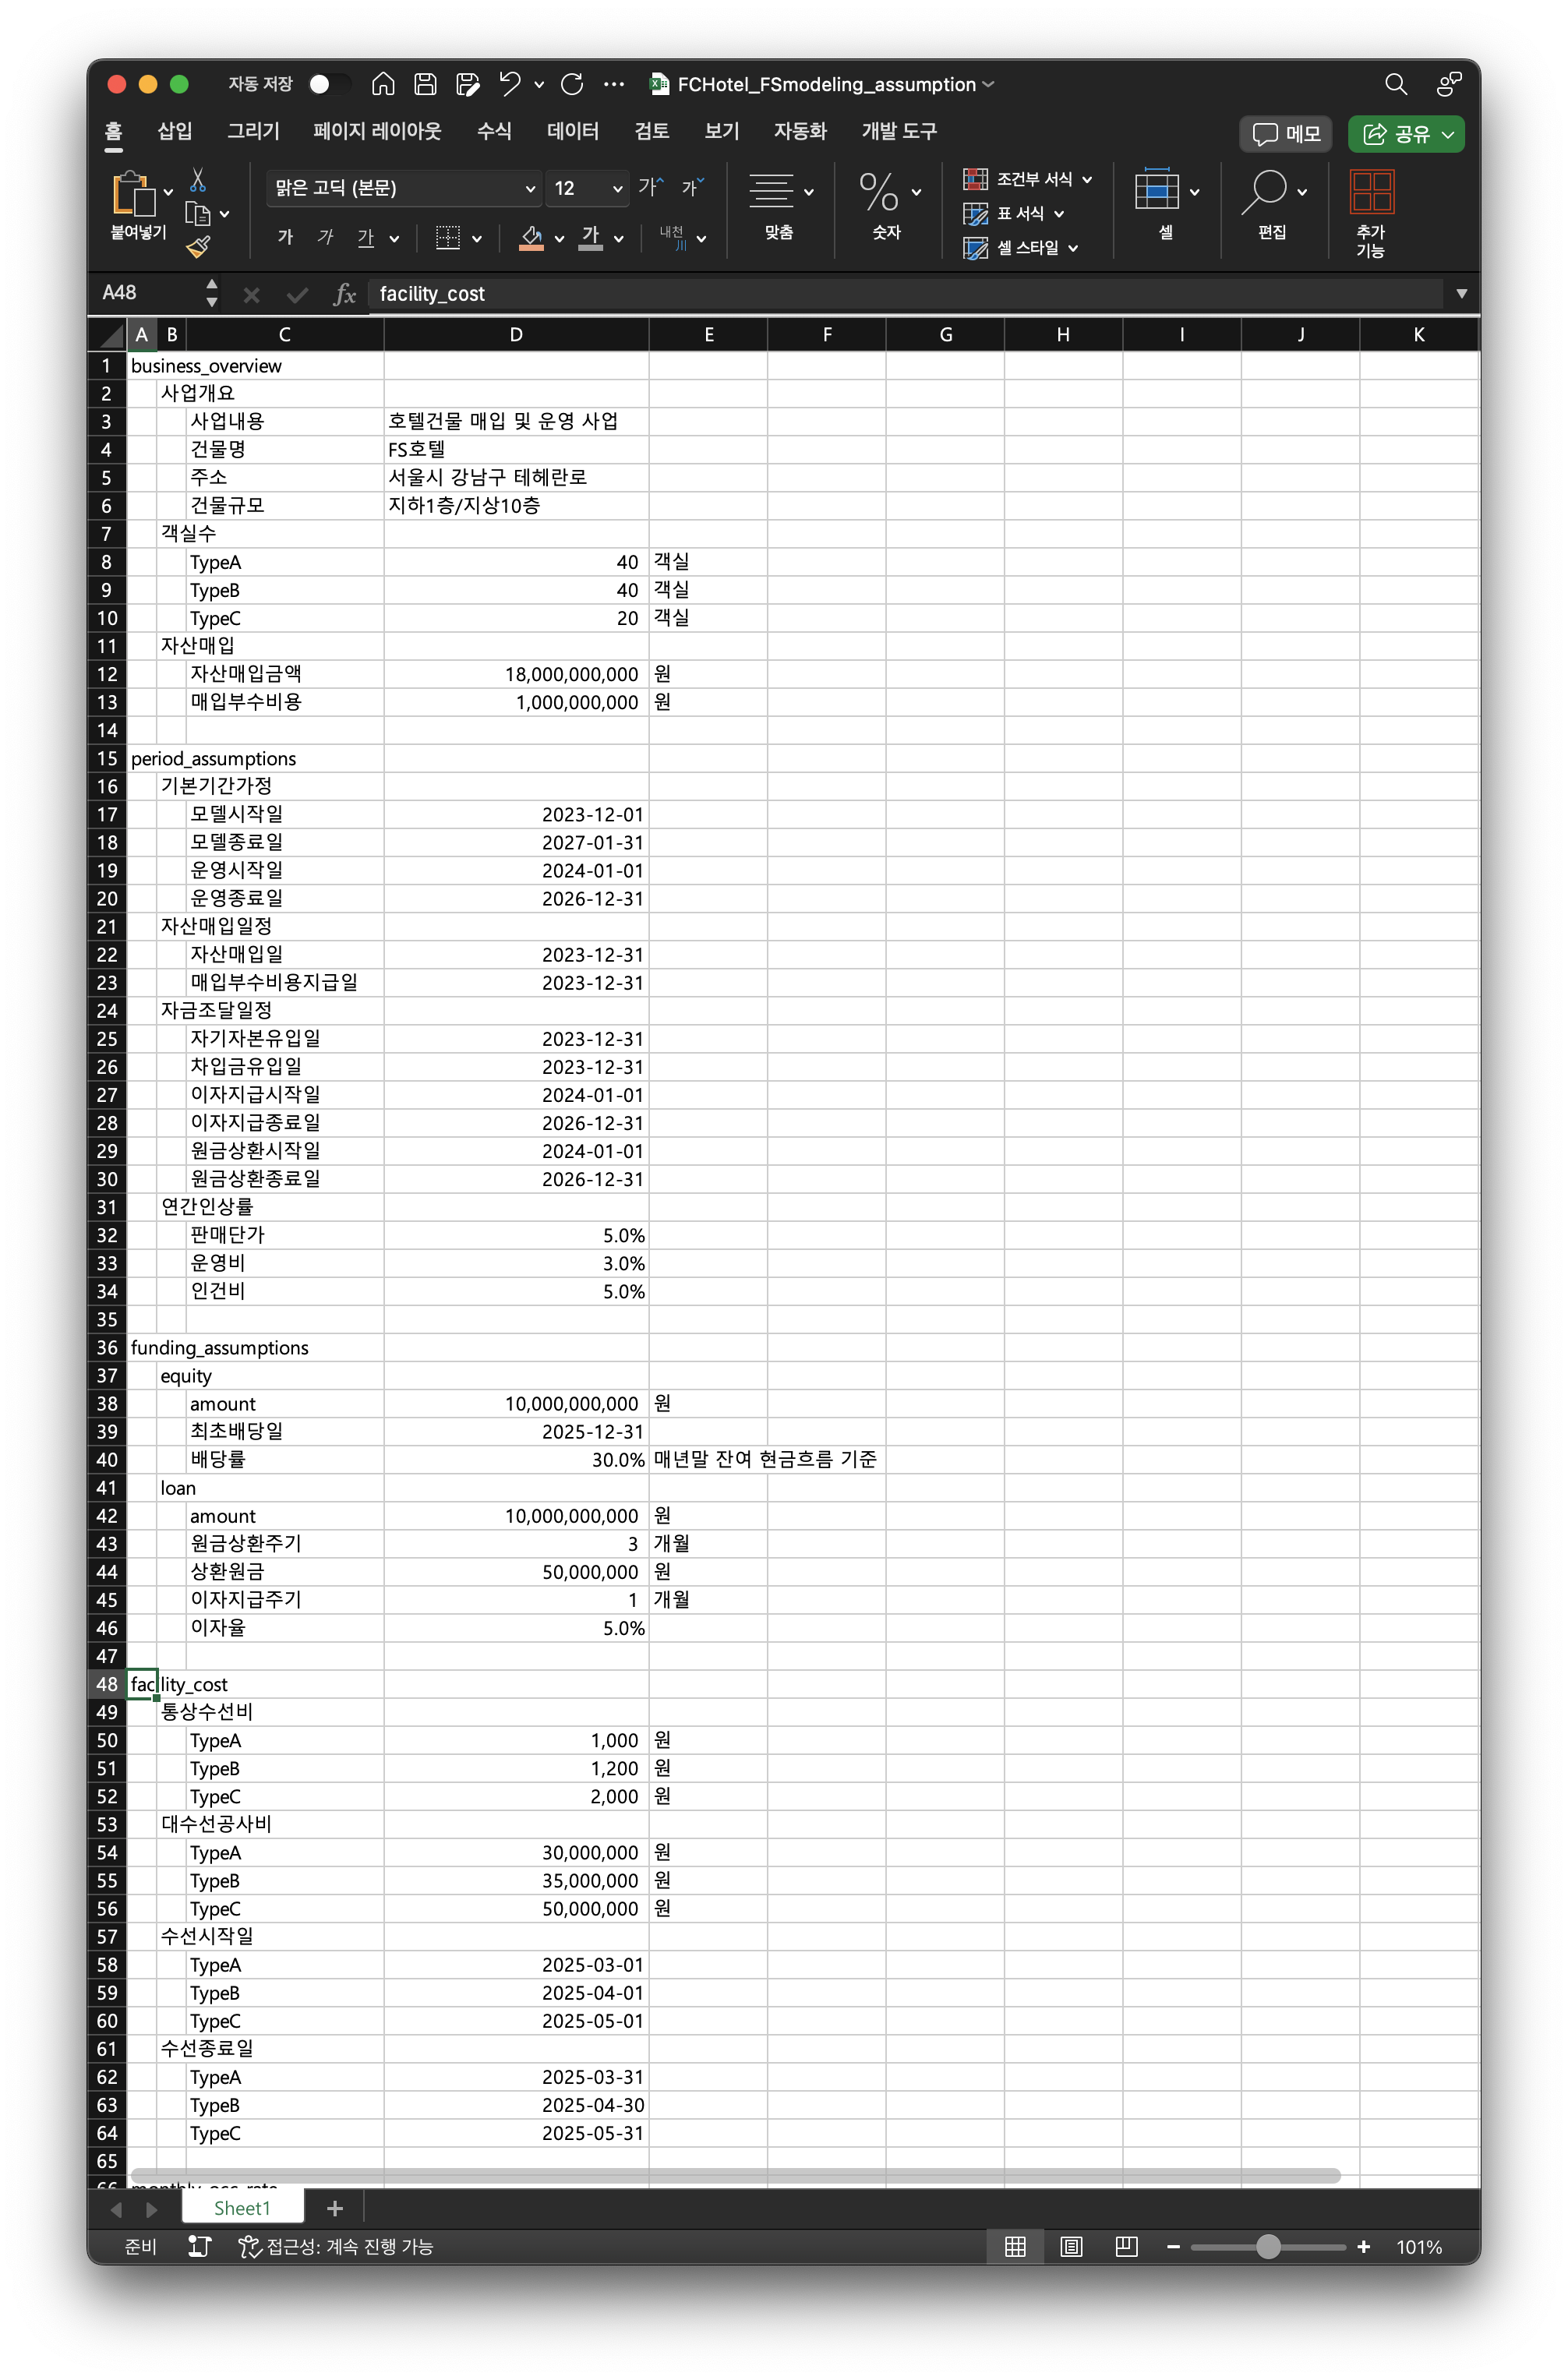 자동 저장 FCHotel_FSmodeling_assumption
홈 삽입 그리기 페이지 레이아웃 수식 데이터 검토 보기 자동화 개발 도구 메모 공유
붙여넣기 맑은 고딕 (본문) 12 가 가 맞춤 숫자 조건부 서식 셀 편집 추가 기능
표 서식
가 가 가 가 내천 셀 스타일
A48 fx facility_cost
A B C D E F G H I J K
1 business_overview
2 사업개요
3 사업내용 호텔건물 매입 및 운영 사업
4 건물명 FS호텔
5 주소 서울시 강남구 테헤란로
6 건물규모 지하1층/지상10층
7 객실수
8 TypeA 40 객실
9 TypeB 40 객실
10 TypeC 20 객실
11 자산매입
12 자산매입금액 18,000,000,000 원
13 매입부수비용 1,000,000,000 원
14
15 period_assumptions
16 기본기간가정
17 모델시작일 2023-12-01
18 모델종료일 2027-01-31
19 운영시작일 2024-01-01
20 운영종료일 2026-12-31
21 자산매입일정
22 자산매입일 2023-12-31
23 매입부수비용지급일 2023-12-31
24 자금조달일정
25 자기자본유입일 2023-12-31
26 차입금유입일 2023-12-31
27 이자지급시작일 2024-01-01
28 이자지급종료일 2026-12-31
29 원금상환시작일 2024-01-01
30 원금상환종료일 2026-12-31
31 연간인상률
32 판매단가 5.0%
33 운영비 3.0%
34 인건비 5.0%
35
36 funding_assumptions
37 equity
38 amount 10,000,000,000 원
39 최초배당일 2025-12-31
40 배당률 30.0% 매년말 잔여 현금흐름 기준
41 loan
42 amount 10,000,000,000 원
43 원금상환주기 3 개월
44 상환원금 50,000,000 원
45 이자지급주기 1 개월
46 이자율 5.0%
47
48 facility_cost
49 통상수선비
50 TypeA 1,000 원
51 TypeB 1,200 원
52 TypeC 2,000 원
53 대수선공사비
54 TypeA 30,000,000 원
55 TypeB 35,000,000 원
56 TypeC 50,000,000 원
57 수선시작일
58 TypeA 2025-03-01
59 TypeB 2025-04-01
60 TypeC 2025-05-01
61 수선종료일
62 TypeA 2025-03-31
63 TypeB 2025-04-30
64 TypeC 2025-05-31
65
66 monthly_occ_rate
Sheet1
준비 접근성: 계속 진행 가능 101%